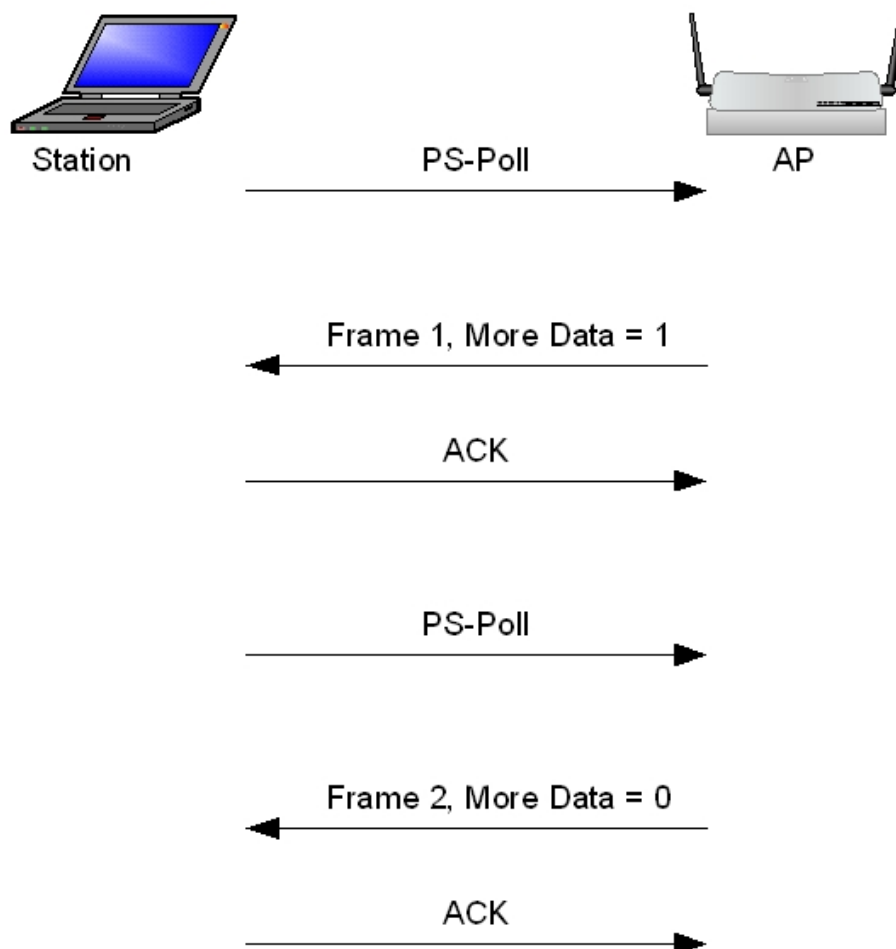 Station
PS-Poll
AP
Frame 1, More Data = 1
ACK
PS-Poll
Frame 2, More Data = 0
ACK